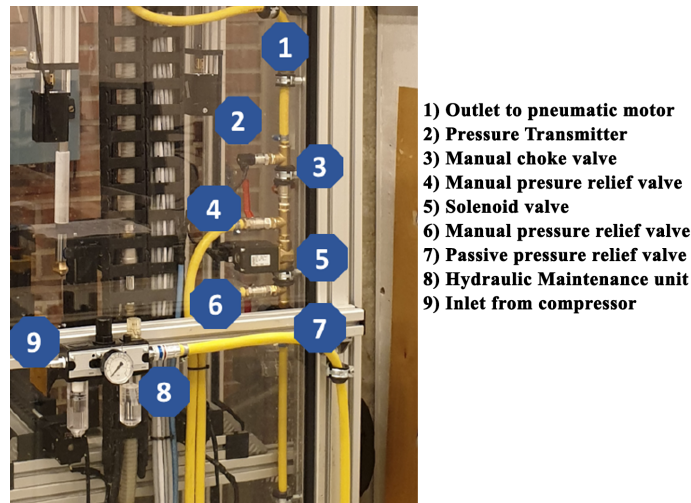 1
2
3
4
5
6
7
8
9
1) Outlet to pneumatic motor
2) Pressure Transmitter
3) Manual choke valve
4) Manual presure relief valve
5) Solenoid valve
6) Manual pressure relief valve
7) Passive pressure relief valve
8) Hydraulic Maintenance unit
9) Inlet from compressor